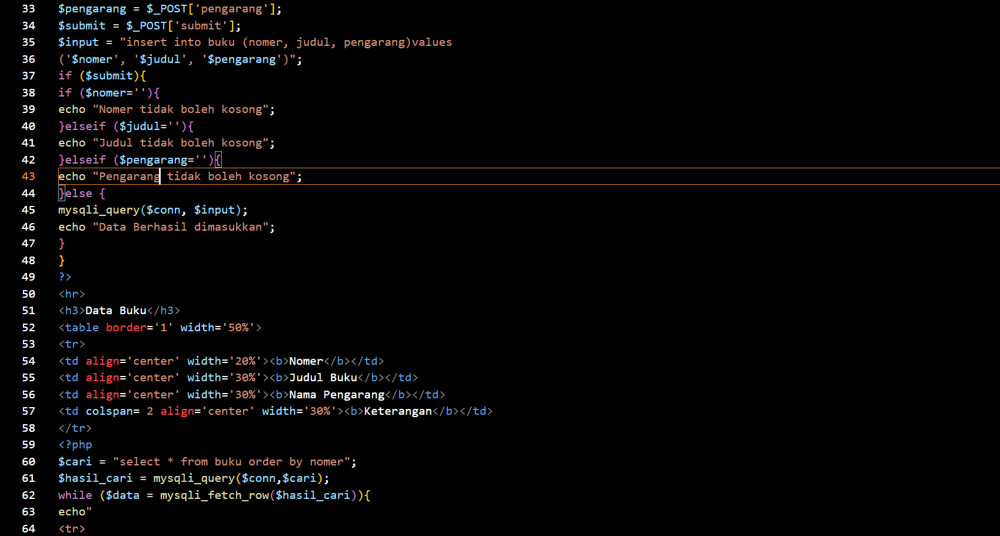 33 $pengarang = $_POST['pengarang'];
34 $submit = $_POST['submit'];
35 $input = "insert into buku (nomer, judul, pengarang)values
36 ('$nomer', '$judul', '$pengarang')";
37 if ($submit){
38 if ($nomer=''){
39 echo "Nomer tidak boleh kosong";
40 }elseif ($judul=''){
41 echo "Judul tidak boleh kosong";
42 }elseif ($pengarang=''){
43 echo "Pengarang tidak boleh kosong";
44 }else {
45 mysqli_query($conn, $input);
46 echo "Data Berhasil dimasukkan";
47 }
48 }
49 ?>
50 <hr>
51 <h3>Data Buku</h3>
52 <table border='1' width='50%'>
53 <tr>
54 <td align='center' width='20%'><b>Nomer</b></td>
55 <td align='center' width='30%'><b>Judul Buku</b></td>
56 <td align='center' width='30%'><b>Nama Pengarang</b></td>
57 <td colspan= 2 align='center' width='30%'><b>Keterangan</b></td>
58 </tr>
59 <?php
60 $cari = "select * from buku order by nomer";
61 $hasil_cari = mysqli_query($conn,$cari);
62 while ($data = mysqli_fetch_row($hasil_cari)){
63 echo"
64 <tr>